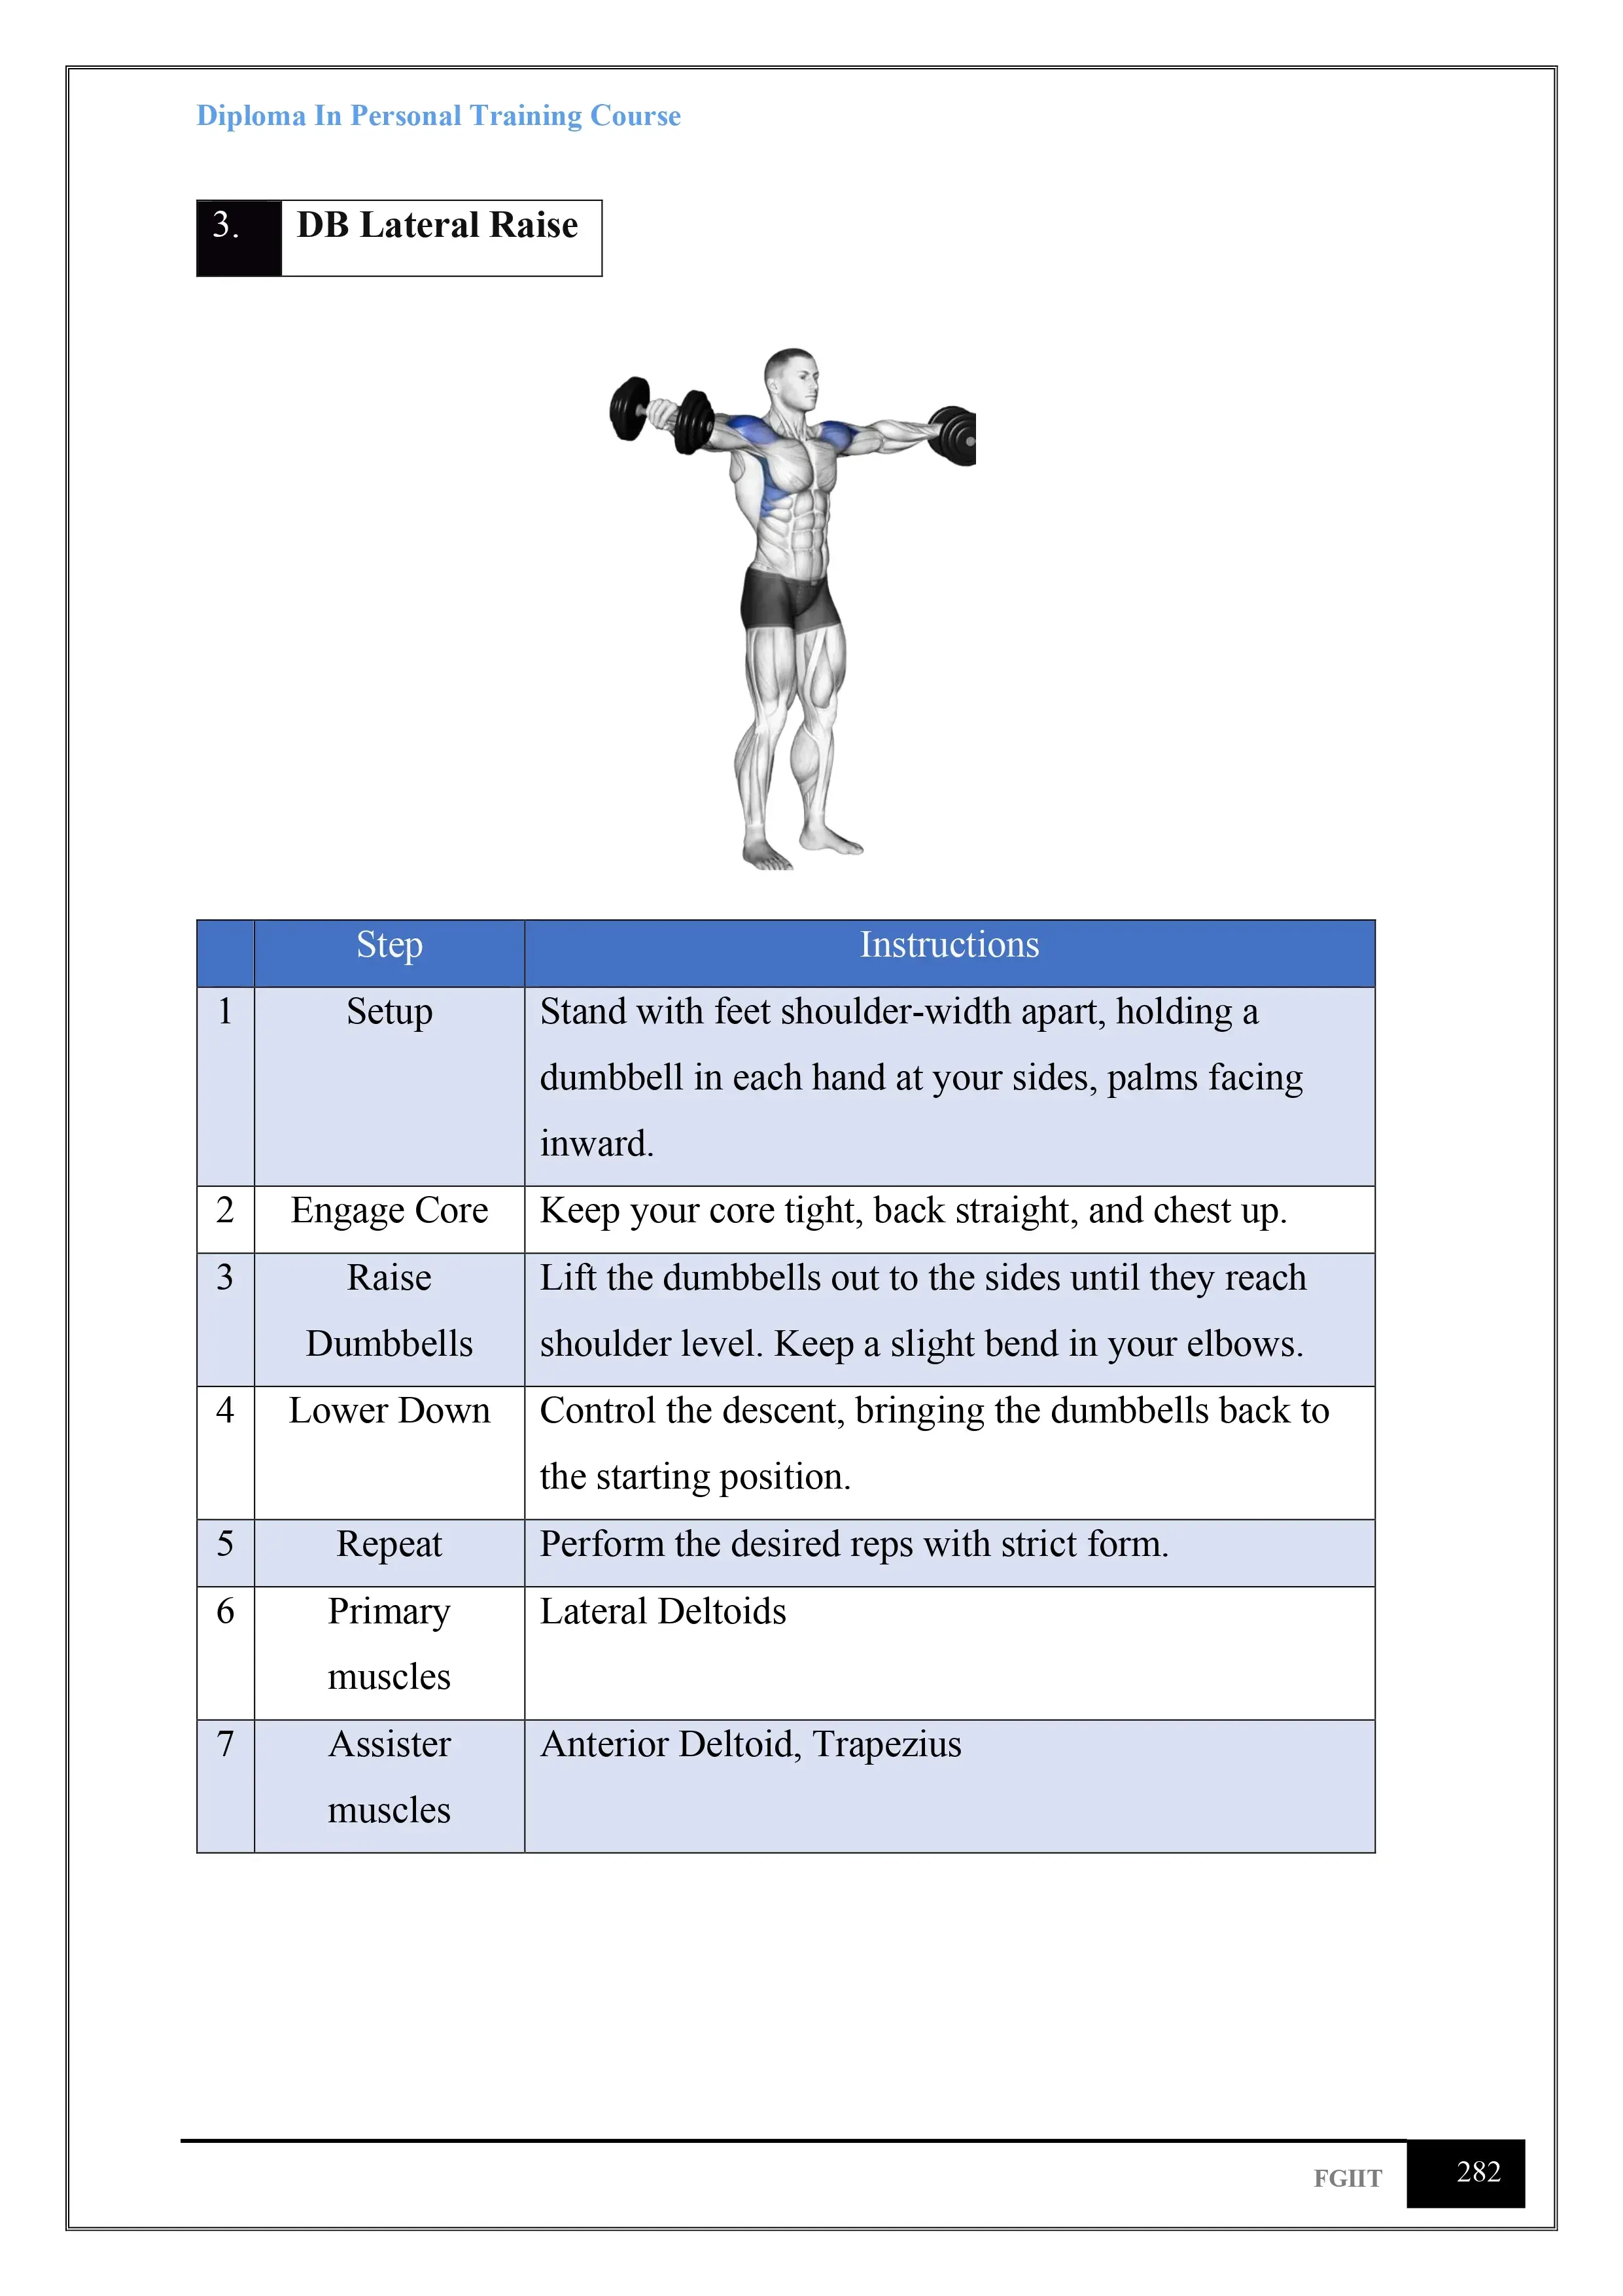 Diploma In Personal Training Course
3. DB Lateral Raise
Step Instructions
1 Setup Stand with feet shoulder-width apart, holding a
dumbbell in each hand at your sides, palms facing
inward.
2 Engage Core Keep your core tight, back straight, and chest up.
3 Raise Lift the dumbbells out to the sides until they reach
Dumbbells shoulder level. Keep a slight bend in your elbows.
4 Lower Down Control the descent, bringing the dumbbells back to
the starting position.
5 Repeat Perform the desired reps with strict form.
6 Primary Lateral Deltoids
muscles
7 Assister Anterior Deltoid, Trapezius
muscles
FGIIT 282